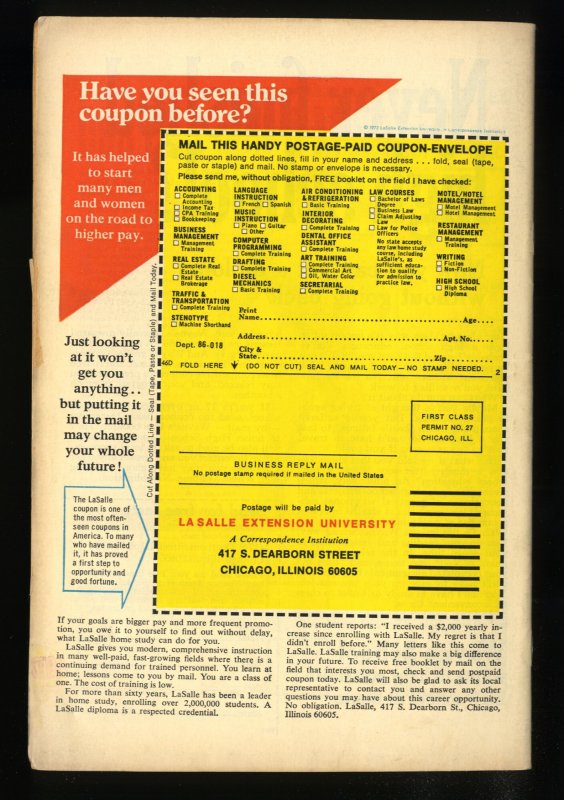 Have you seen this
coupon before?
© 1972 LaSalle Extension University • A Correspondence Institution
It has helped
to start
many men
and women
on the road to
higher pay.
MAIL THIS HANDY POSTAGE-PAID COUPON-ENVELOPE
Cut coupon along dotted lines, fill in your name and address . . . fold, seal (tape,
paste or staple) and mail. No stamp or envelope is necessary.
Please send me, without obligation, FREE booklet on the field I have checked:
ACCOUNTING
☐ Complete
Accounting
☐ Income Tax
☐ CPA Training
☐ Bookkeeping
BUSINESS
MANAGEMENT
☐ Management
Training
REAL ESTATE
☐ Complete Real
Estate
☐ Real Estate
Brokerage
TRAFFIC &
TRANSPORTATION
☐ Complete Training
STENOTYPE
☐ Machine Shorthand
LANGUAGE
INSTRUCTION
☐ French ☐ Spanish
MUSIC
INSTRUCTION
☐ Piano ☐ Guitar
☐ Other
COMPUTER
PROGRAMMING
☐ Complete Training
DRAFTING
☐ Complete Training
DIESEL
MECHANICS
☐ Basic Training
AIR CONDITIONING
& REFRIGERATION
☐ Basic Training
INTERIOR
DECORATING
☐ Complete Training
DENTAL OFFICE
ASSISTANT
☐ Complete Training
ART TRAINING
☐ Complete Training
☐ Commercial Art
☐ Oil, Water Color
SECRETARIAL
☐ Complete Training
LAW COURSES
☐ Bachelor of Laws
Degree
☐ Business Law
☐ Claim Adjusting
Law
☐ Law for Police
Officers
No state accepts
any law home study
course, including
LaSalle's, as
sufficient educa-
tion to qualify
for admission to
practice law.
MOTEL/HOTEL
MANAGEMENT
☐ Motel Management
☐ Hotel Management
RESTAURANT
MANAGEMENT
☐ Management
Training
WRITING
☐ Fiction
☐ Non-Fiction
HIGH SCHOOL
☐ High School
Diploma
Print
Name Age
Address Apt. No.
Dept. 86-018
City &
State Zip
46D
FOLD HERE ↓ (DO NOT CUT) SEAL AND MAIL TODAY — NO STAMP NEEDED.
2
Cut Along Dotted Line — Seal (Tape, Paste or Staple) and Mail Today.
Just looking
at it won't
get you
anything . .
but putting it
in the mail
may change
your whole
future!
The LaSalle
coupon is one of
the most often-
seen coupons in
America. To many
who have mailed
it, it has proved
a first step to
opportunity and
good fortune.
FIRST CLASS
PERMIT NO. 27
CHICAGO, ILL.
BUSINESS REPLY MAIL
No postage stamp required if mailed in the United States
Postage will be paid by
LA SALLE EXTENSION UNIVERSITY
A Correspondence Institution
417 S. DEARBORN STREET
CHICAGO, ILLINOIS 60605
If your goals are bigger pay and more frequent promo-
tion, you owe it to yourself to find out without delay,
what LaSalle home study can do for you.
LaSalle gives you modern, comprehensive instruction
in many well-paid, fast-growing fields where there is a
continuing demand for trained personnel. You learn at
home; lessons come to you by mail. You are a class of
one. The cost of training is low.
For more than sixty years, LaSalle has been a leader
in home study, enrolling over 2,000,000 students. A
LaSalle diploma is a respected credential.
One student reports: "I received a $2,000 yearly in-
crease since enrolling with LaSalle. My regret is that I
didn't enroll before." Many letters like this come to
LaSalle. LaSalle training may also make a big difference
in your future. To receive free booklet by mail on the
field that interests you most, check and send postpaid
coupon today. LaSalle will also be glad to ask its local
representative to contact you and answer any other
questions you may have about this career opportunity.
No obligation. LaSalle, 417 S. Dearborn St., Chicago,
Illinois 60605.